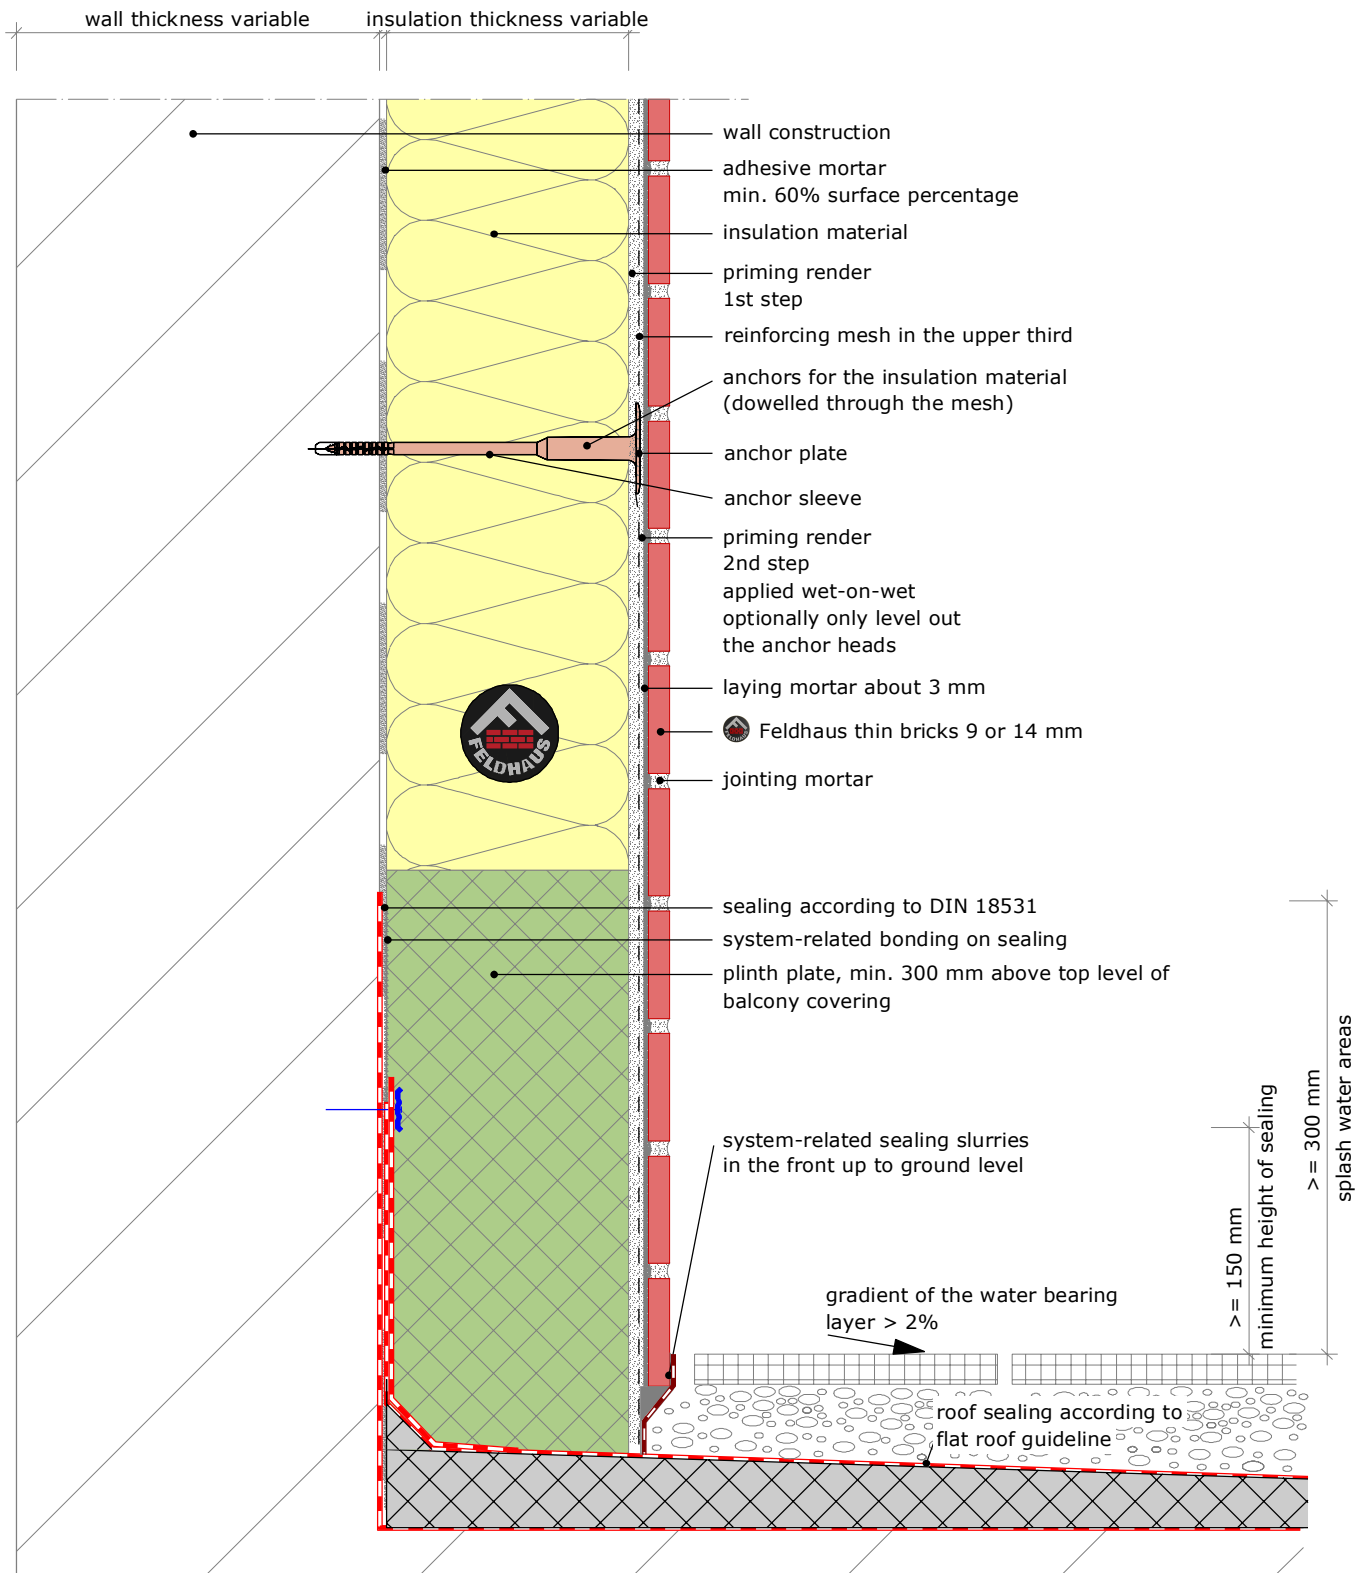 wall thickness variable
insulation thickness variable
wall construction
adhesive mortar
min. 60% surface percentage
insulation material
priming render
1st step
reinforcing mesh in the upper third
anchors for the insulation material
(dowelled through the mesh)
anchor plate
anchor sleeve
priming render
2nd step
applied wet-on-wet
optionally only level out
the anchor heads
laying mortar about 3 mm
FELDHAUS
Feldhaus thin bricks 9 or 14 mm
jointing mortar
sealing according to DIN 18531
system-related bonding on sealing
plinth plate, min. 300 mm above top level of
balcony covering
system-related sealing slurries
in the front up to ground level
>= 150 mm
minimum height of sealing
>= 300 mm
splash water areas
gradient of the water bearing
layer > 2%
roof sealing according to
flat roof guideline